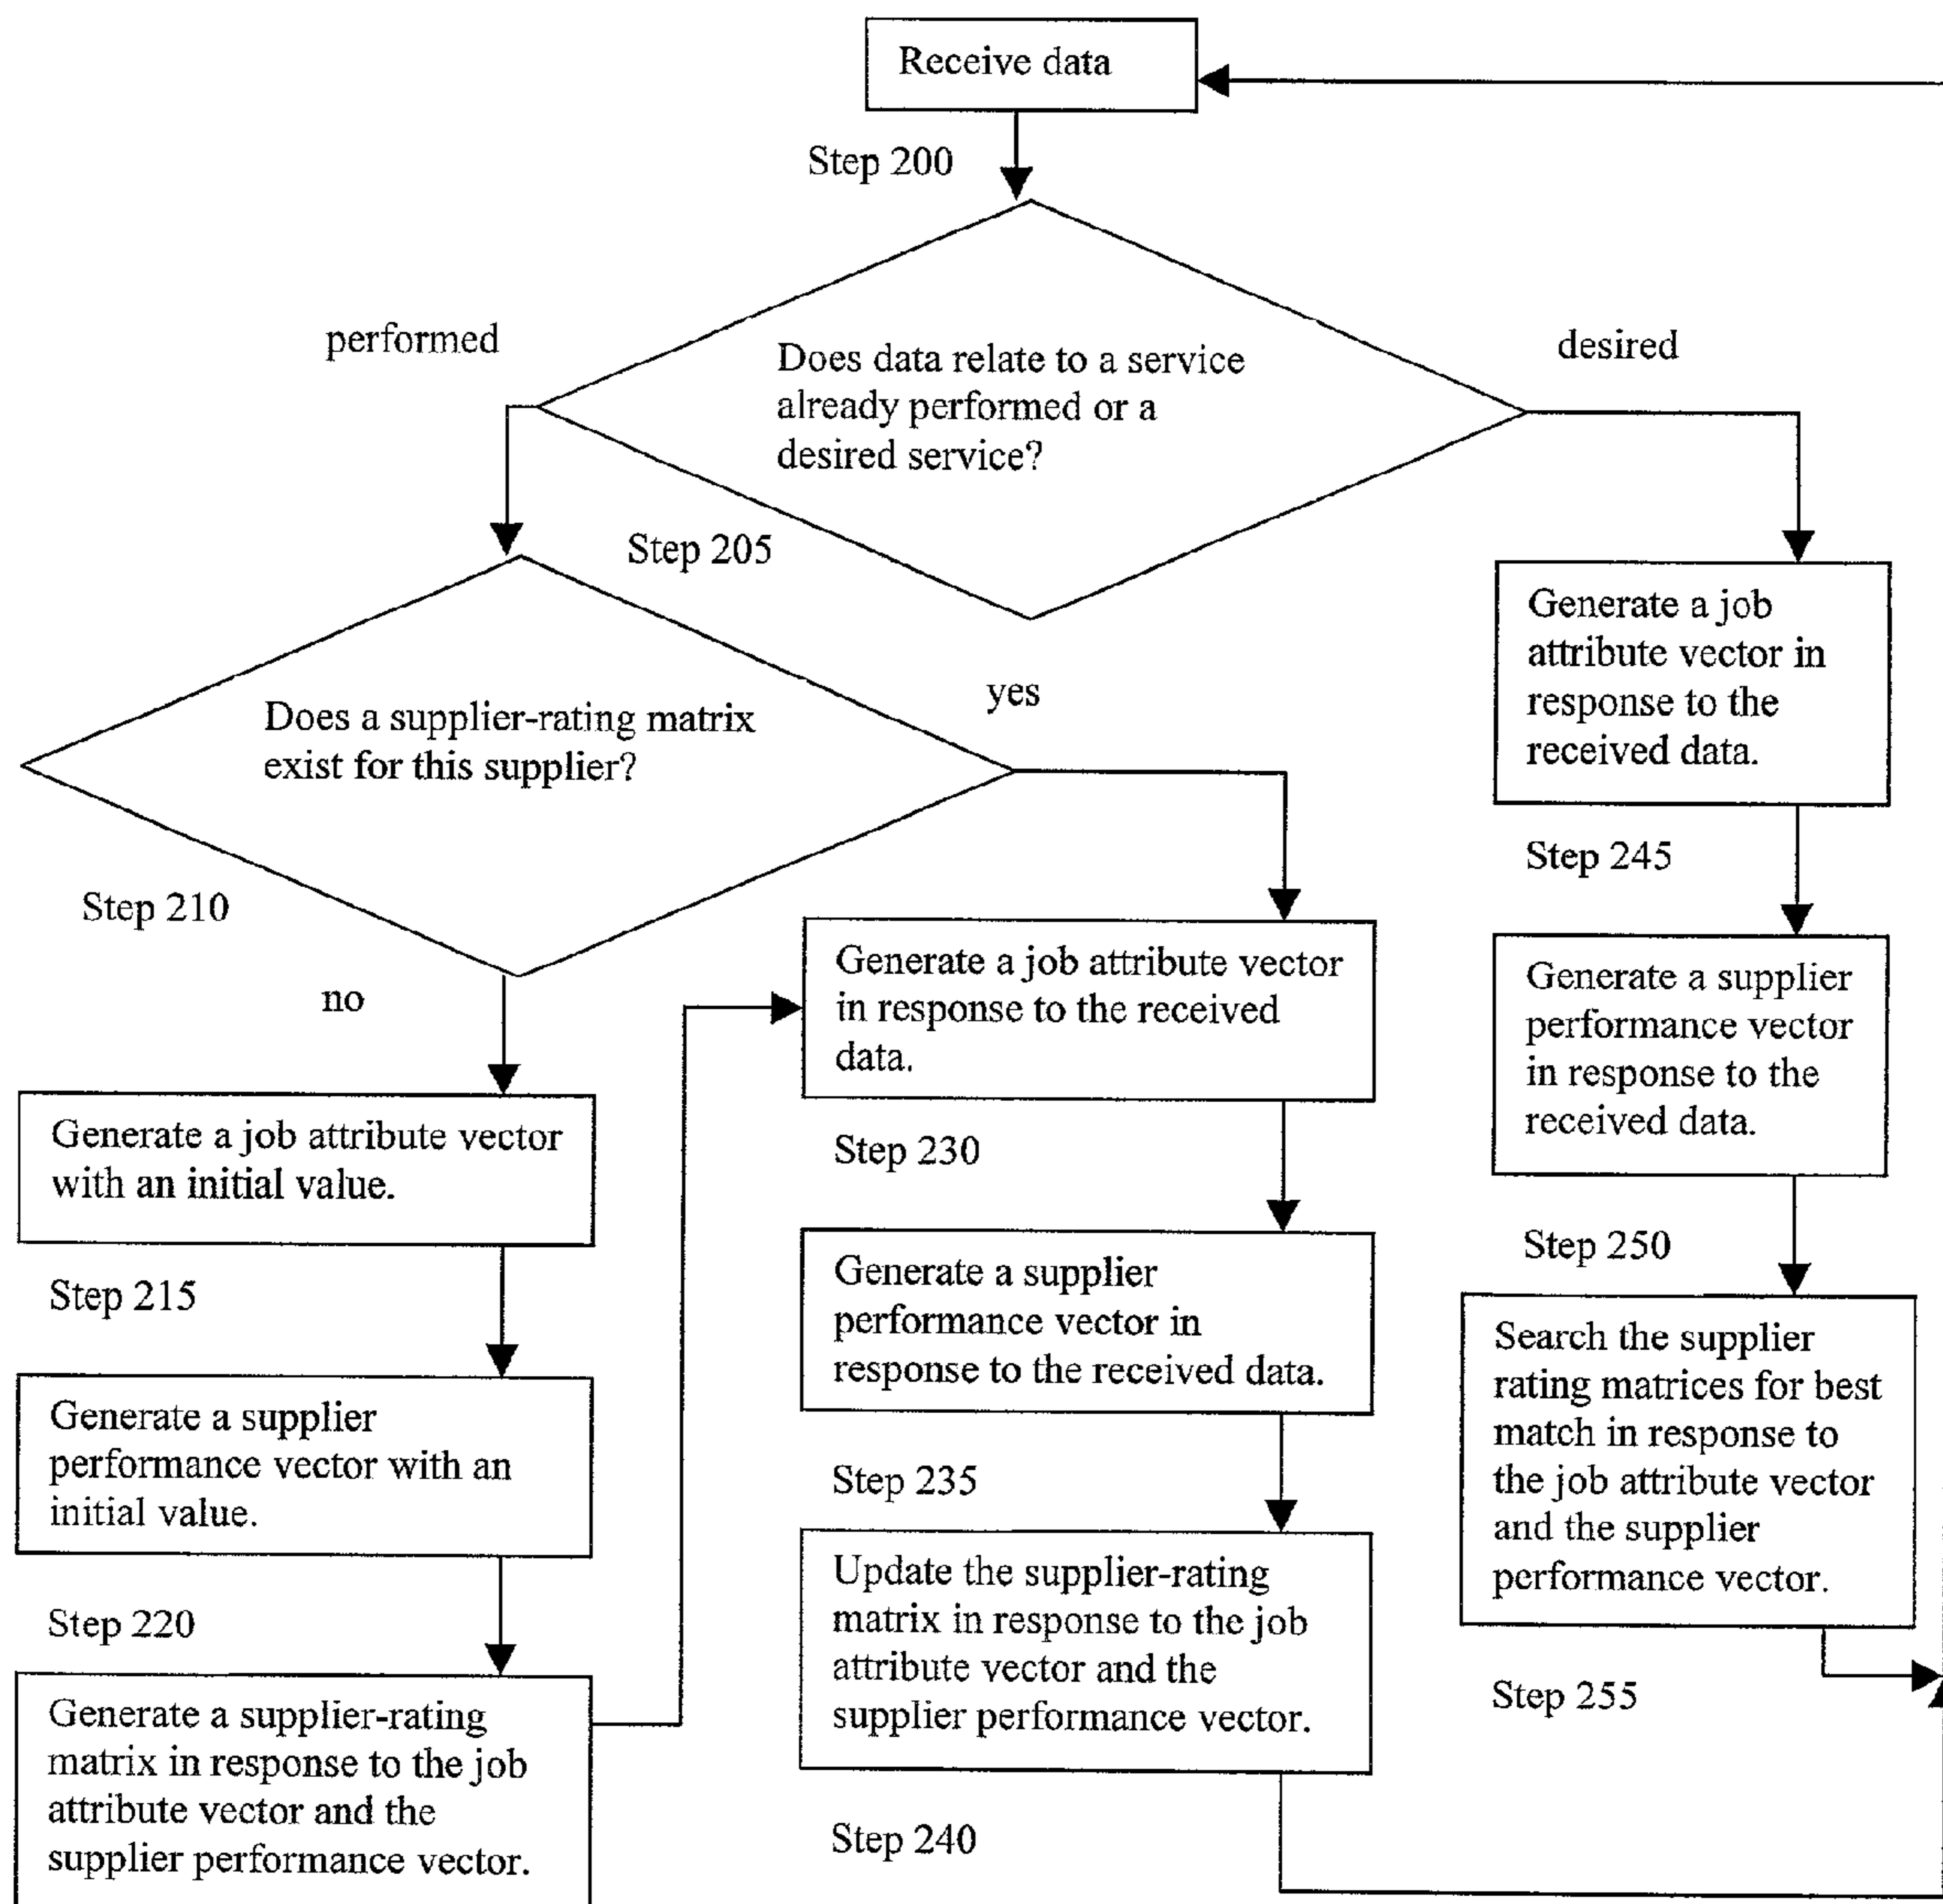 Receive data
Step 200
performed
Does data relate to a service
already performed or a
desired service?
desired
Step 205
Does a supplier-rating matrix
exist for this supplier?
yes
Step 210
no
Generate a job attribute vector
with an initial value.
Step 215
Generate a supplier
performance vector with an
initial value.
Step 220
Generate a supplier-rating
matrix in response to the job
attribute vector and the
supplier performance vector.
Generate a job attribute vector
in response to the received
data.
Step 230
Generate a supplier
performance vector in
response to the received data.
Step 235
Update the supplier-rating
matrix in response to the job
attribute vector and the
supplier performance vector.
Step 240
Generate a job
attribute vector in
response to the
received data.
Step 245
Generate a supplier
performance vector
in response to the
received data.
Step 250
Search the supplier
rating matrices for best
match in response to
the job attribute vector
and the supplier
performance vector.
Step 255